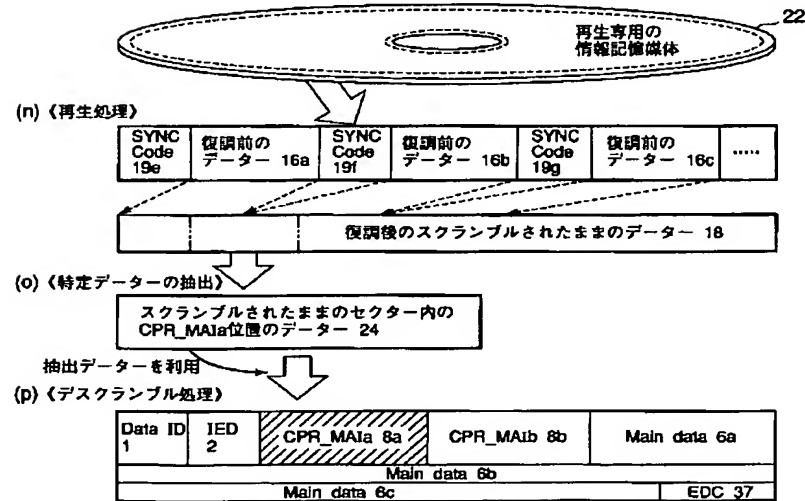 22
再生専用の
情報記憶媒体
(n)《再生処理》
SYNC Code 19e
復調前の データー 16a
SYNC Code 19f
復調前の データー 16b
SYNC Code 19g
復調前の データー 16c
.....
復調後のスクランブルされたままのデーター 18
(o)《特定データーの抽出》
スクランブルされたままのセクター内の
CPR_MAIa位置のデーター 24
抽出データーを利用
(p)《デスクランブル処理》
Data ID 1
IED 2
CPR_MAIa 8a
CPR_MAIb 8b
Main data 6a
Main data 6b
Main data 6c
EDC 37